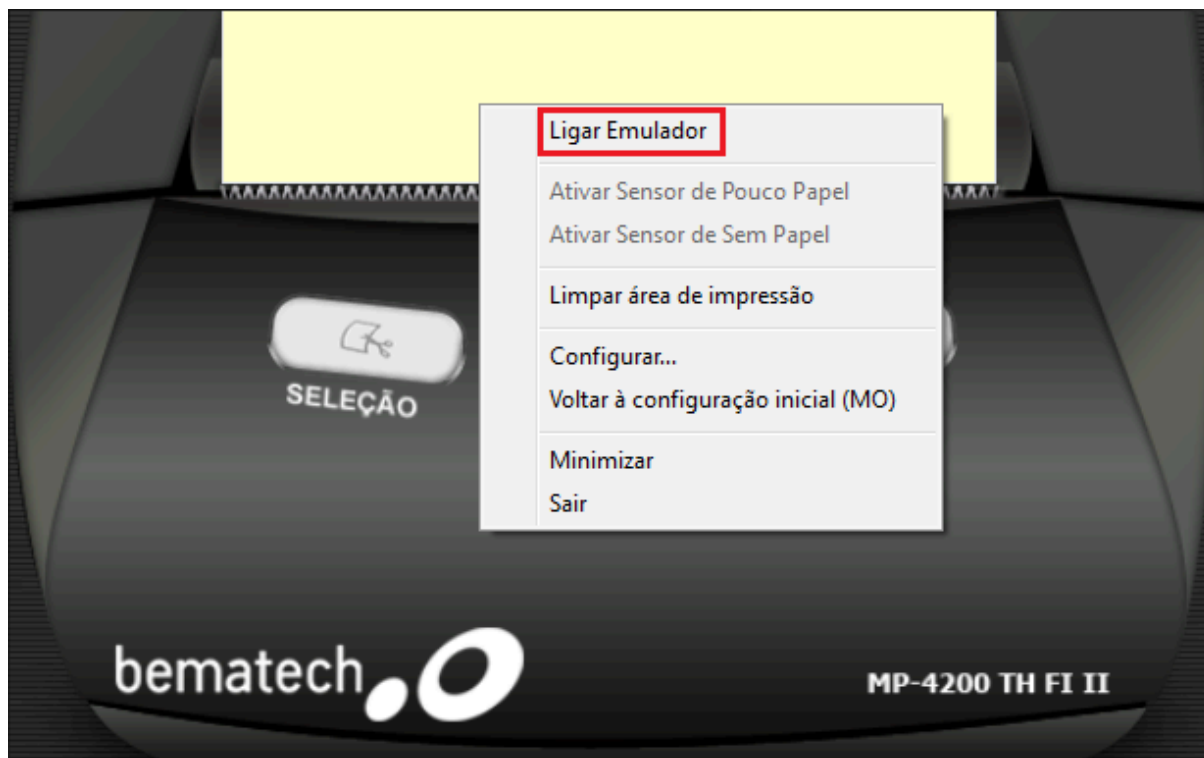 Ligar Emulador
Ativar Sensor de Pouco Papel
Ativar Sensor de Sem Papel
Limpar área de impressão
Configurar...
Voltar à configuração inicial (MO)
Minimizar
Sair
SELEÇÃO
bematech
MP-4200 TH FI II